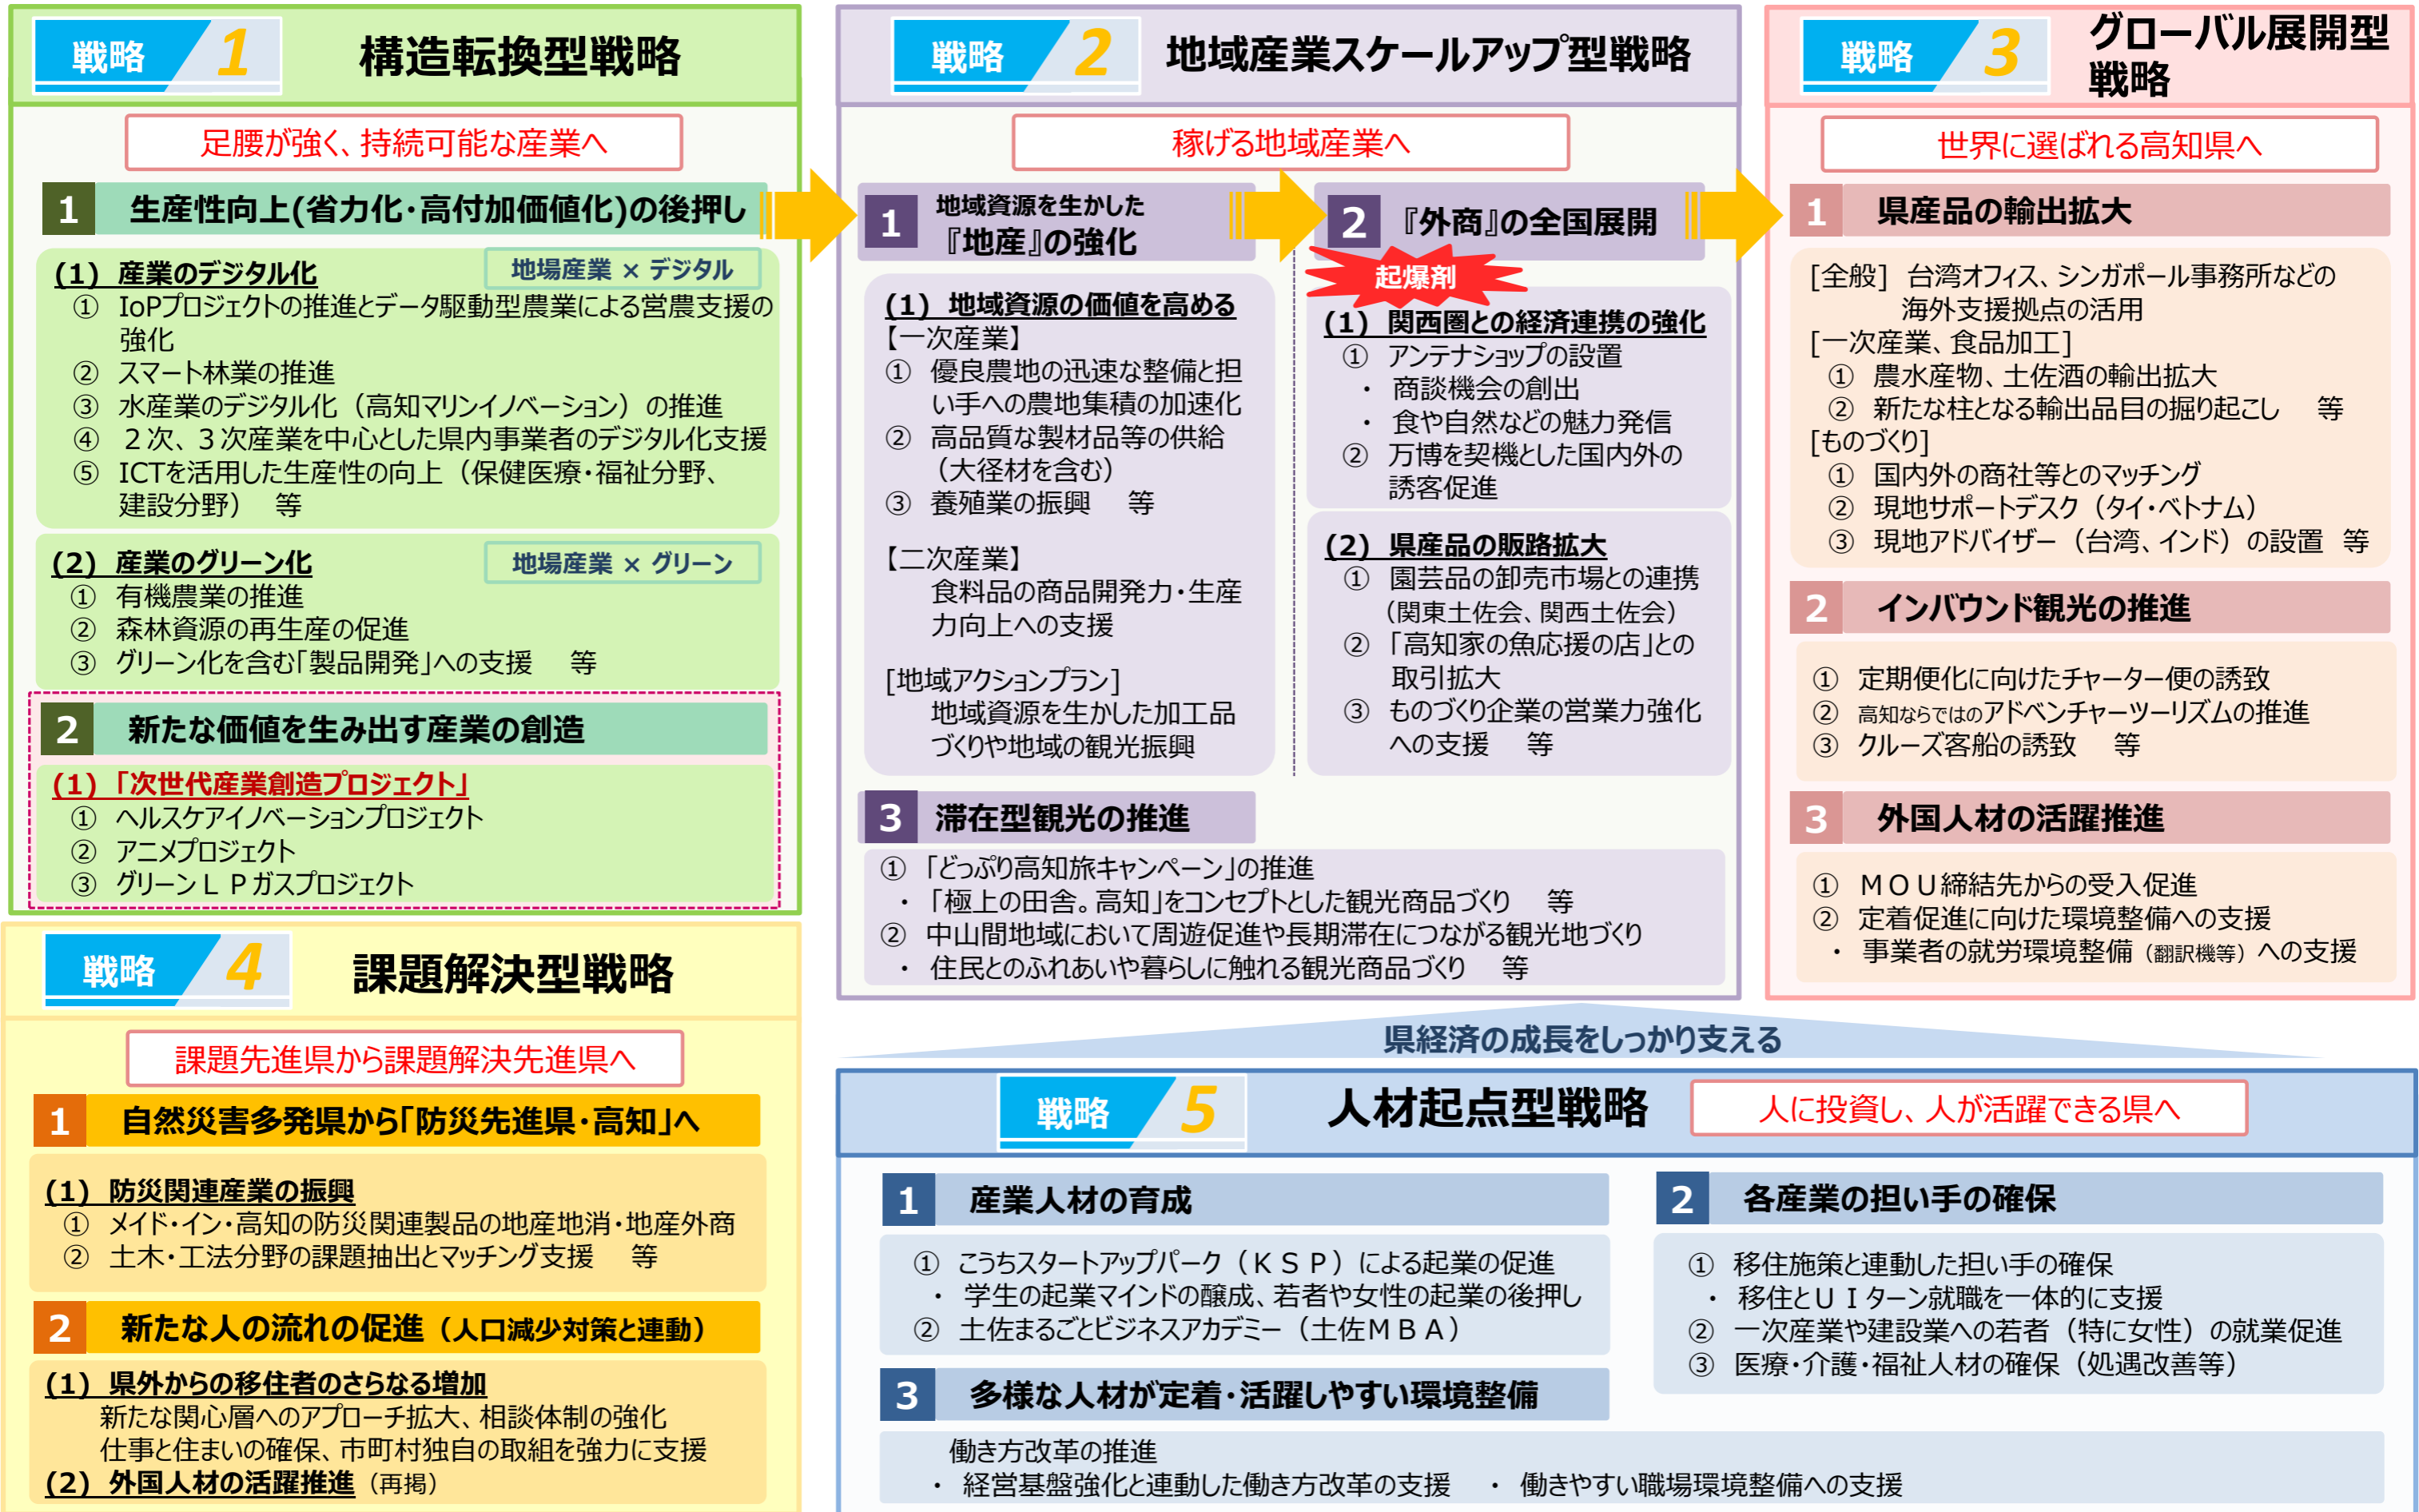 戦略 1 構造転換型戦略
足腰が強く、持続可能な産業へ
1 生産性向上(省力化・高付加価値化)の後押し
(1) 産業のデジタル化 地場産業 × デジタル
① IoPプロジェクトの推進とデータ駆動型農業による営農支援の
強化
② スマート林業の推進
③ 水産業のデジタル化（高知マリンイノベーション）の推進
④ ２次、３次産業を中心とした県内事業者のデジタル化支援
⑤ ICTを活用した生産性の向上（保健医療・福祉分野、
建設分野） 等
(2) 産業のグリーン化 地場産業 × グリーン
① 有機農業の推進
② 森林資源の再生産の促進
③ グリーン化を含む「製品開発」への支援 等
2 新たな価値を生み出す産業の創造
(1) 「次世代産業創造プロジェクト」
① ヘルスケアイノベーションプロジェクト
② アニメプロジェクト
③ グリーンＬＰガスプロジェクト
戦略 2 地域産業スケールアップ型戦略
稼げる地域産業へ
1 地域資源を生かした
『地産』の強化
(1) 地域資源の価値を高める
【一次産業】
① 優良農地の迅速な整備と担
い手への農地集積の加速化
② 高品質な製材品等の供給
（大径材を含む）
③ 養殖業の振興 等
【二次産業】
食料品の商品開発力・生産
力向上への支援
[地域アクションプラン]
地域資源を生かした加工品
づくりや地域の観光振興
2 『外商』の全国展開
起爆剤
(1) 関西圏との経済連携の強化
① アンテナショップの設置
・ 商談機会の創出
・ 食や自然などの魅力発信
② 万博を契機とした国内外の
誘客促進
(2) 県産品の販路拡大
① 園芸品の卸売市場との連携
（関東土佐会、関西土佐会）
② 「高知家の魚応援の店」との
取引拡大
③ ものづくり企業の営業力強化
への支援 等
3 滞在型観光の推進
① 「どっぷり高知旅キャンペーン」の推進
・ 「極上の田舎。高知」をコンセプトとした観光商品づくり 等
② 中山間地域において周遊促進や長期滞在につながる観光地づくり
・ 住民とのふれあいや暮らしに触れる観光商品づくり 等
戦略 3 グローバル展開型
戦略
世界に選ばれる高知県へ
1 県産品の輸出拡大
[全般] 台湾オフィス、シンガポール事務所などの
海外支援拠点の活用
[一次産業、食品加工]
① 農水産物、土佐酒の輸出拡大
② 新たな柱となる輸出品目の掘り起こし 等
[ものづくり]
① 国内外の商社等とのマッチング
② 現地サポートデスク（タイ・ベトナム）
③ 現地アドバイザー（台湾、インド）の設置 等
2 インバウンド観光の推進
① 定期便化に向けたチャーター便の誘致
② 高知ならではのアドベンチャーツーリズムの推進
③ クルーズ客船の誘致 等
3 外国人材の活躍推進
① ＭＯＵ締結先からの受入促進
② 定着促進に向けた環境整備への支援
・ 事業者の就労環境整備（翻訳機等）への支援
戦略 4 課題解決型戦略
課題先進県から課題解決先進県へ
1 自然災害多発県から「防災先進県・高知」へ
(1) 防災関連産業の振興
① メイド・イン・高知の防災関連製品の地産地消・地産外商
② 土木・工法分野の課題抽出とマッチング支援 等
2 新たな人の流れの促進（人口減少対策と連動）
(1) 県外からの移住者のさらなる増加
新たな関心層へのアプローチ拡大、相談体制の強化
仕事と住まいの確保、市町村独自の取組を強力に支援
(2) 外国人材の活躍推進（再掲）
県経済の成長をしっかり支える
戦略 5 人材起点型戦略 人に投資し、人が活躍できる県へ
1 産業人材の育成
① こうちスタートアップパーク（ＫＳＰ）による起業の促進
・ 学生の起業マインドの醸成、若者や女性の起業の後押し
② 土佐まるごとビジネスアカデミー（土佐ＭＢＡ）
2 各産業の担い手の確保
① 移住施策と連動した担い手の確保
・ 移住とＵＩターン就職を一体的に支援
② 一次産業や建設業への若者（特に女性）の就業促進
③ 医療・介護・福祉人材の確保（処遇改善等）
3 多様な人材が定着・活躍しやすい環境整備
働き方改革の推進
・ 経営基盤強化と連動した働き方改革の支援 ・ 働きやすい職場環境整備への支援